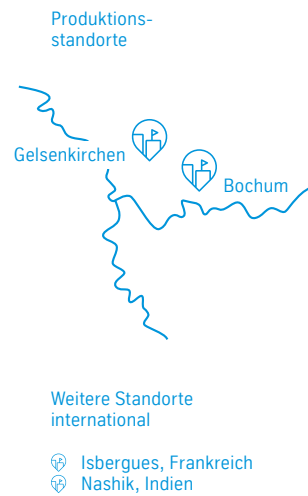 Produktions-
standorte
Gelsenkirchen
Bochum
Weitere Standorte
international
Isbergues, Frankreich
Nashik, Indien